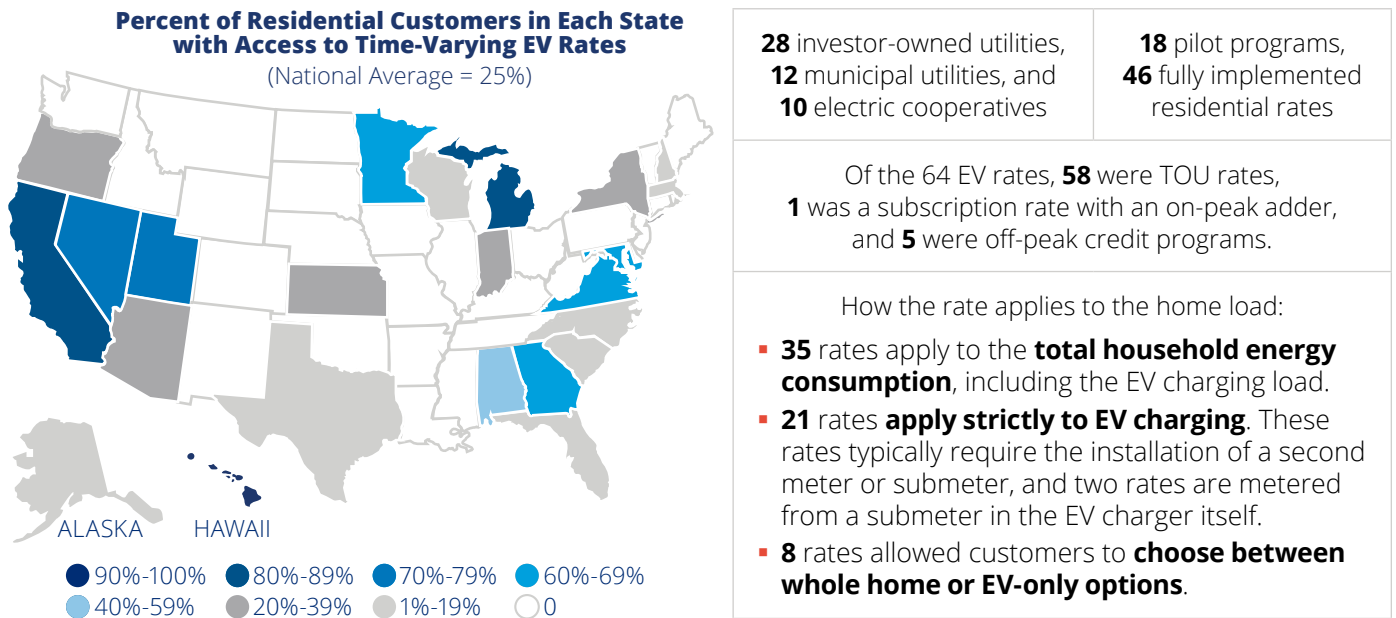 Percent of Residential Customers in Each State
with Access to Time-Varying EV Rates
(National Average = 25%)
ALASKA
HAWAII
90%-100%
80%-89%
70%-79%
60%-69%
40%-59%
20%-39%
1%-19%
0
28 investor-owned utilities,
12 municipal utilities, and
10 electric cooperatives
18 pilot programs,
46 fully implemented
residential rates
Of the 64 EV rates, 58 were TOU rates,
1 was a subscription rate with an on-peak adder,
and 5 were off-peak credit programs.
How the rate applies to the home load:
▪ 35 rates apply to the total household energy
consumption, including the EV charging load.
▪ 21 rates apply strictly to EV charging. These
rates typically require the installation of a second
meter or submeter, and two rates are metered
from a submeter in the EV charger itself.
▪ 8 rates allowed customers to choose between
whole home or EV-only options.